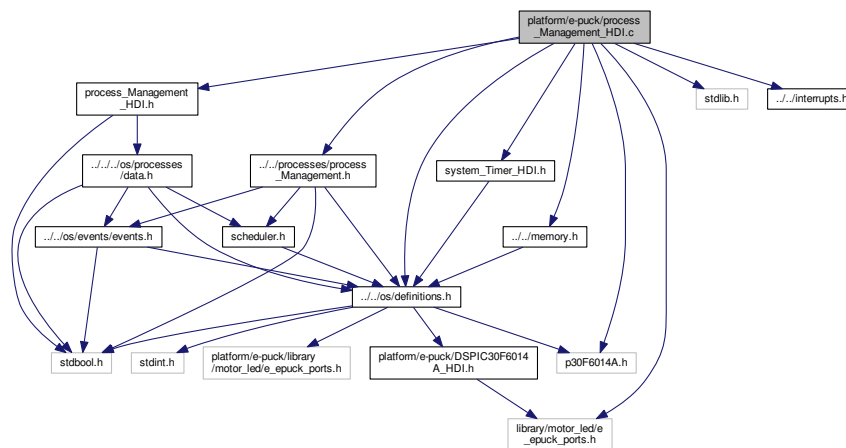 platform/e-puck/process
_Management_HDI.c
process_Management
_HDI.h
stdlib.h
../../interrupts.h
../../../os/processes
/data.h
../../processes/process
_Management.h
system_Timer_HDI.h
../../os/events/events.h
scheduler.h
../../memory.h
../../os/definitions.h
stdbool.h
stdint.h
platform/e-puck/library
/motor_led/e_epuck_ports.h
platform/e-puck/DSPIC30F6014
A_HDI.h
p30F6014A.h
library/motor_led/e
_epuck_ports.h